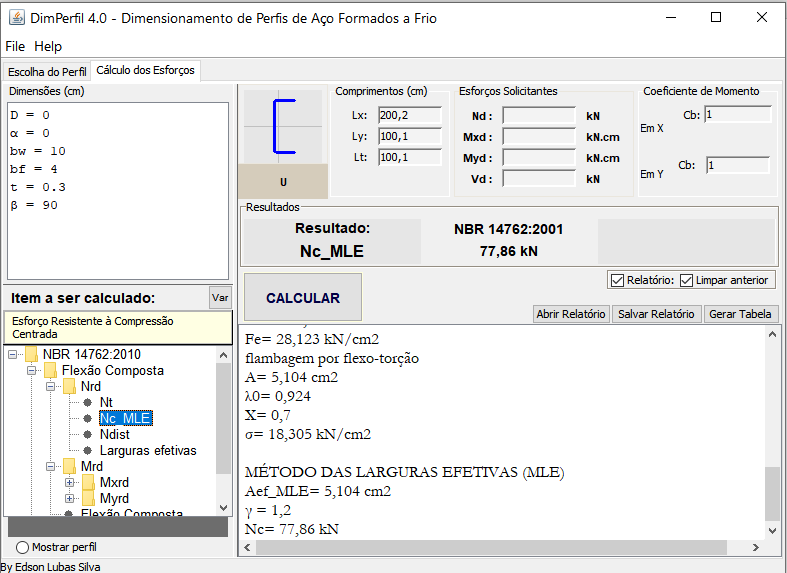 DimPerfil 4.0 - Dimensionamento de Perfis de Aço Formados a Frio
File Help
Escolha do Perfil Cálculo dos Esforços
Dimensões (cm)
D = 0
α = 0
bw = 10
bf = 4
t = 0.3
β = 90
U
Comprimentos (cm)
Lx: 200,2
Ly: 100,1
Lt: 100,1
Esforços Solicitantes
Nd : kN
Mxd : kN.cm
Myd : kN.cm
Vd : kN
Coeficiente de Momento
Cb: 1
Em X
Cb: 1
Em Y
Resultados
Resultado: NBR 14762:2001
Nc_MLE 77,86 kN
Item a ser calculado: Var
Esforço Resistente à Compressão
Centrada
NBR 14762:2010
Flexão Composta
Nrd
Nt
Nc_MLE
Ndist
Larguras efetivas
Mrd
Mxrd
Myrd
Flexão Composta
Mostrar perfil
CALCULAR
Relatório: Limpar anterior
Abrir Relatório Salvar Relatório Gerar Tabela
Fe= 28,123 kN/cm2
flambagem por flexo-torção
A= 5,104 cm2
λ0= 0,924
X= 0,7
σ= 18,305 kN/cm2
MÉTODO DAS LARGURAS EFETIVAS (MLE)
Aef_MLE= 5,104 cm2
γ = 1,2
Nc= 77,86 kN
By Edson Lubas Silva